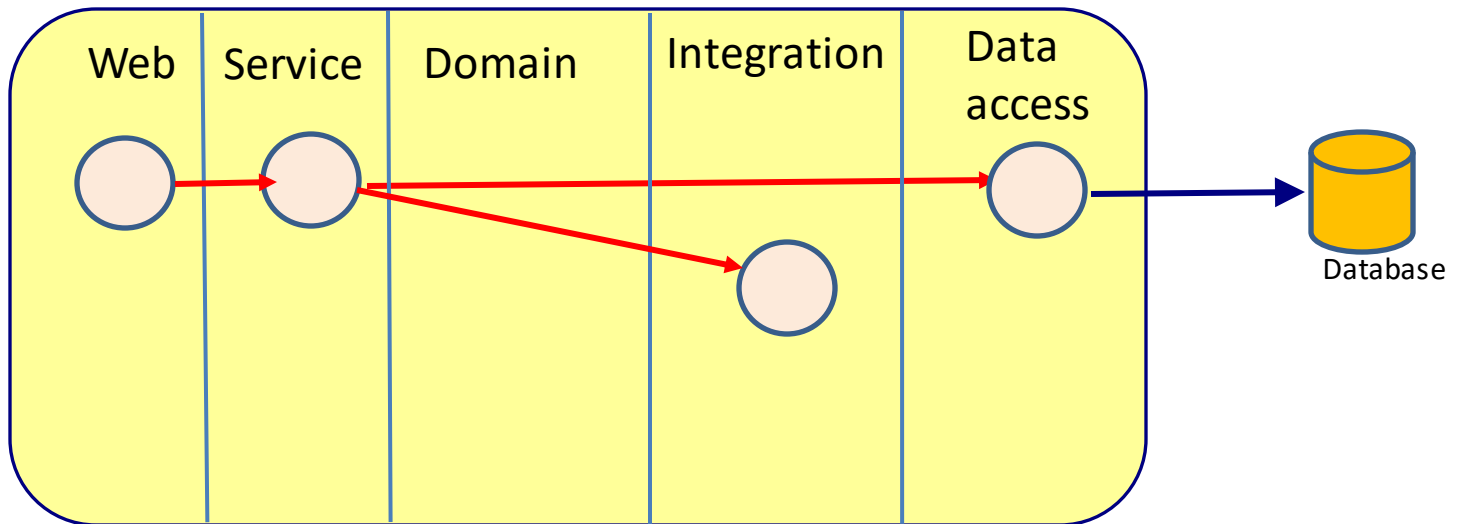 Web
Service
Domain
Integration
Data
access
Database